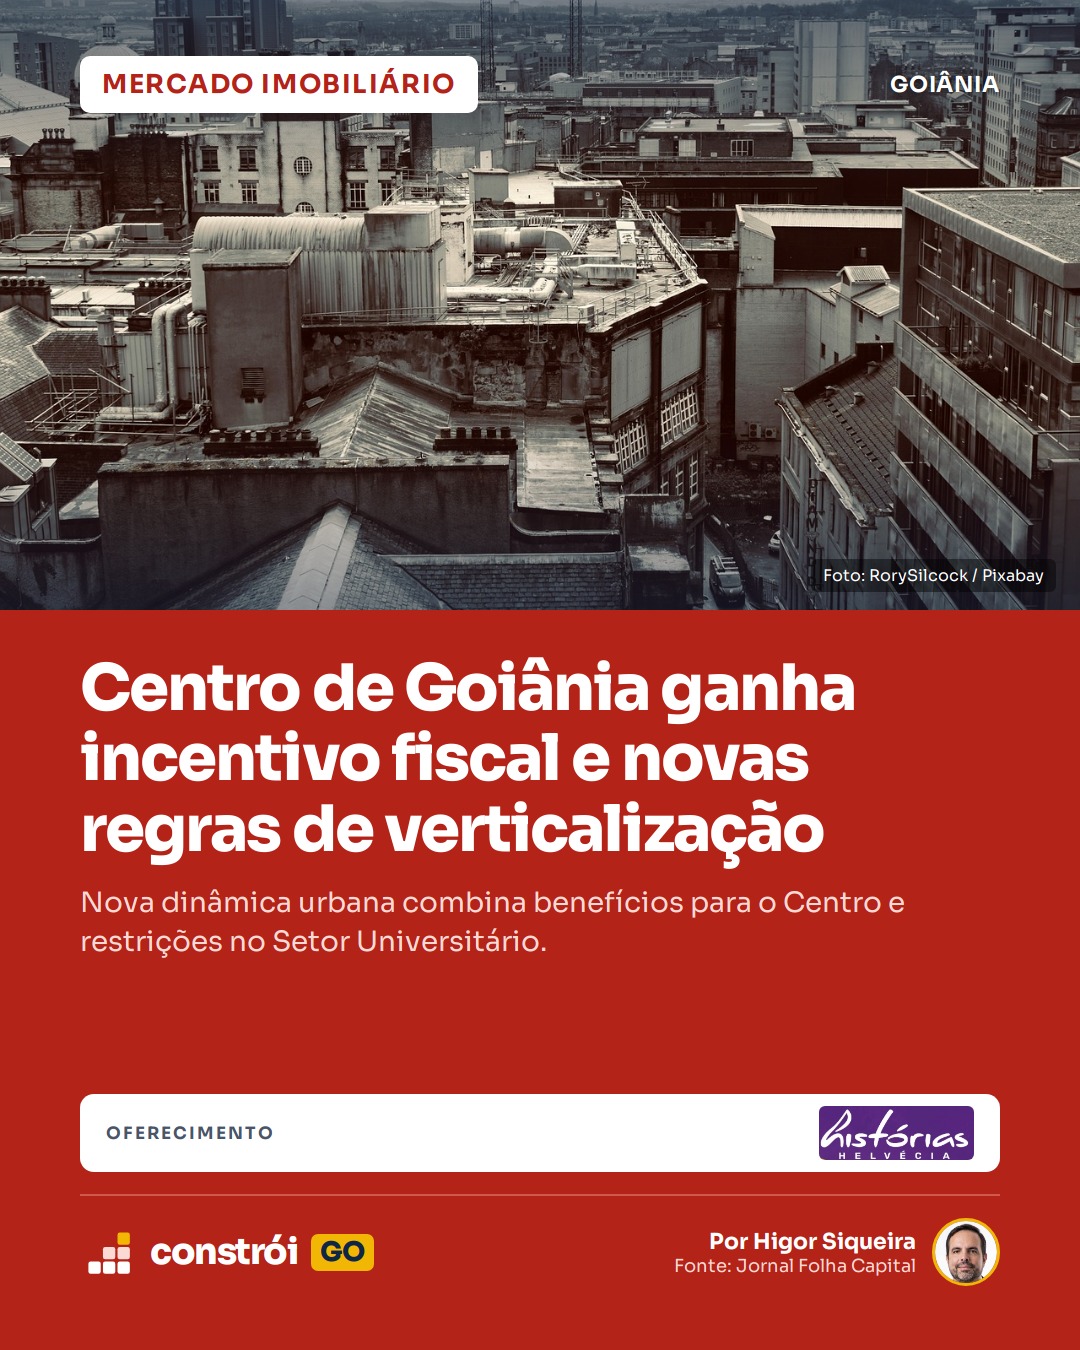 MERCADO IMOBILIÁRIO
GOIÂNIA
Foto: RorySilcock / Pixabay
Centro de Goiânia ganha
incentivo fiscal e novas
regras de verticalização
Nova dinâmica urbana combina benefícios para o Centro e
restrições no Setor Universitário.
OFERECIMENTO
histórias
HELVÉCIA
constrói GO
Por Higor Siqueira
Fonte: Jornal Folha Capital